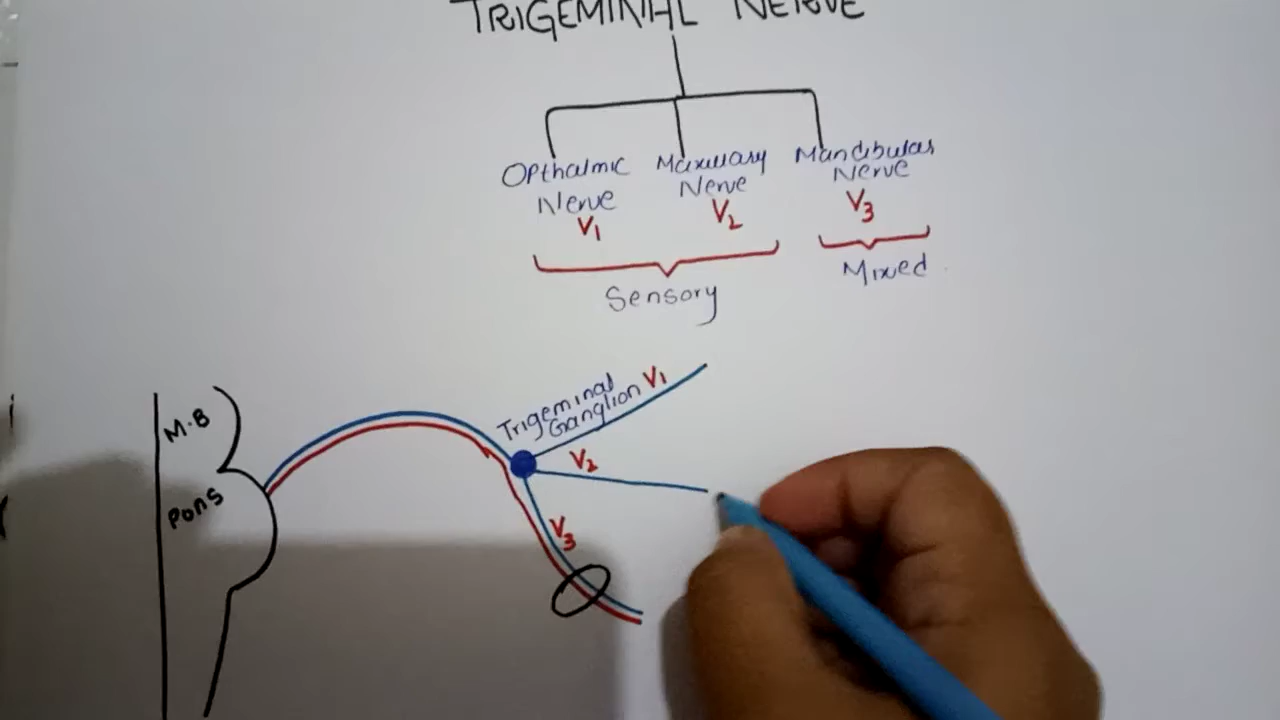 TRIGEMINAL NERVE
Opthalmic
Nerve
V1
Maxillary
Nerve
V2
Mandibular
Nerve
V3
Sensory
Mixed
M.B
Pons
Trigeminal
Ganglion
V1
V2
V3